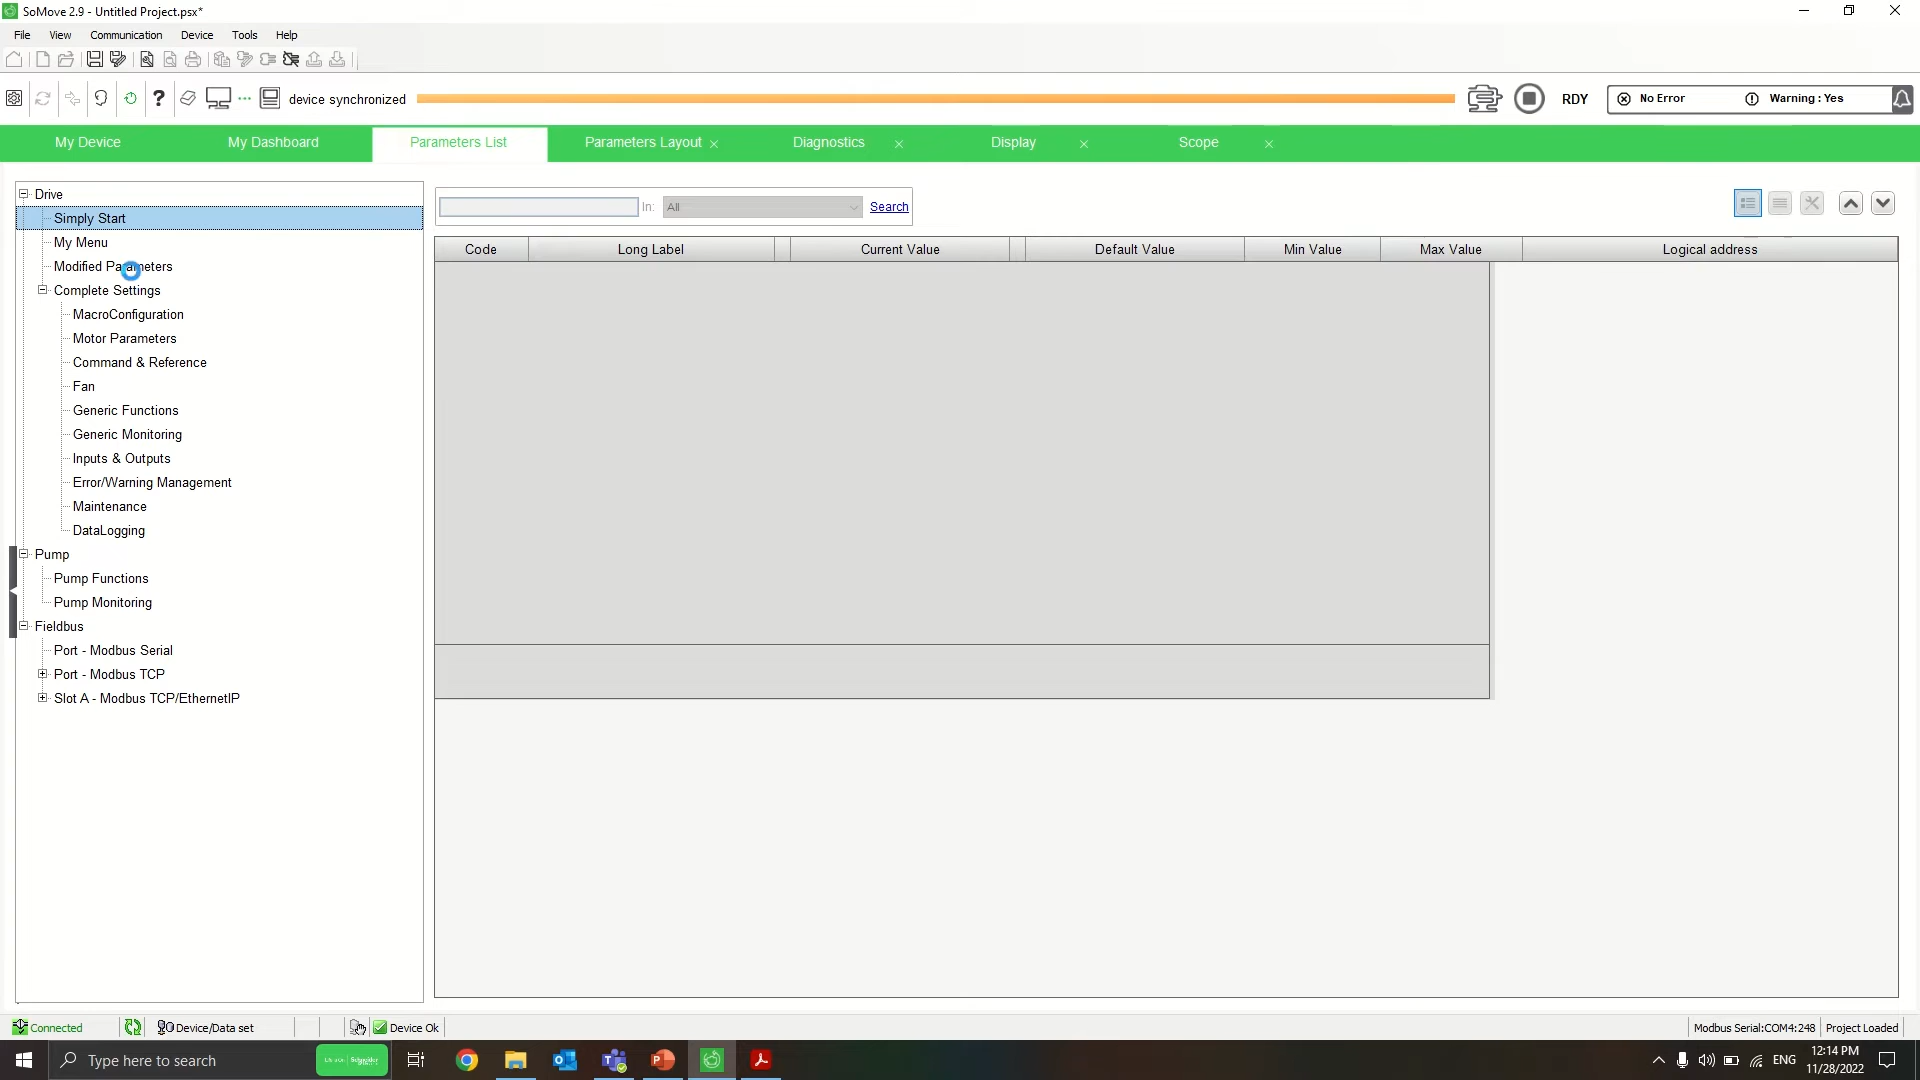 SoMove 2.9 - Untitled Project.psx*
File View Communication Device Tools Help
device synchronized
RDY
No Error
Warning : Yes
My Device
My Dashboard
Parameters List
Parameters Layout
Diagnostics
Display
Scope
Drive
Simply Start
My Menu
Modified Parameters
Complete Settings
MacroConfiguration
Motor Parameters
Command & Reference
Fan
Generic Functions
Generic Monitoring
Inputs & Outputs
Error/Warning Management
Maintenance
DataLogging
Pump
Pump Functions
Pump Monitoring
Fieldbus
Port - Modbus Serial
Port - Modbus TCP
Slot A - Modbus TCP/EthernetIP
In: All Search
Code Long Label Current Value Default Value Min Value Max Value Logical address
Connected
Device/Data set
Device Ok
Modbus Serial:COM4:248
Project Loaded
Type here to search
Life Is On Schneider
ENG
12:14 PM
11/28/2022